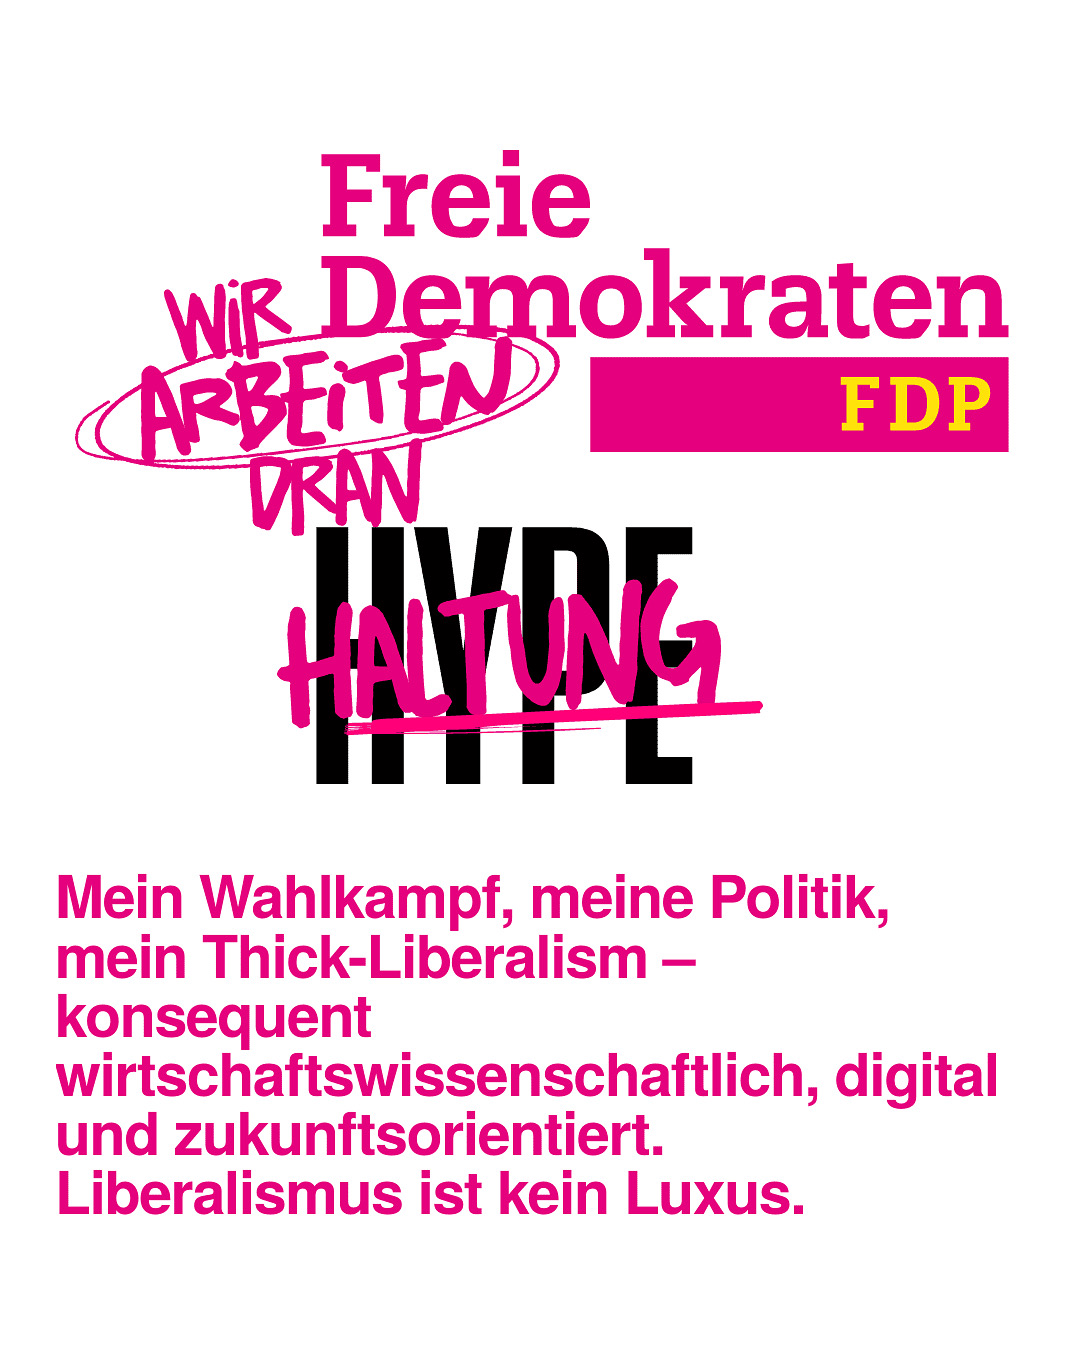 Freie
Demokraten
FDP
WiR
ARBEiTEN
DRAN
HYPE
HALTUNG
Mein Wahlkampf, meine Politik,
mein Thick-Liberalism –
konsequent
wirtschaftswissenschaftlich, digital
und zukunftsorientiert.
Liberalismus ist kein Luxus.